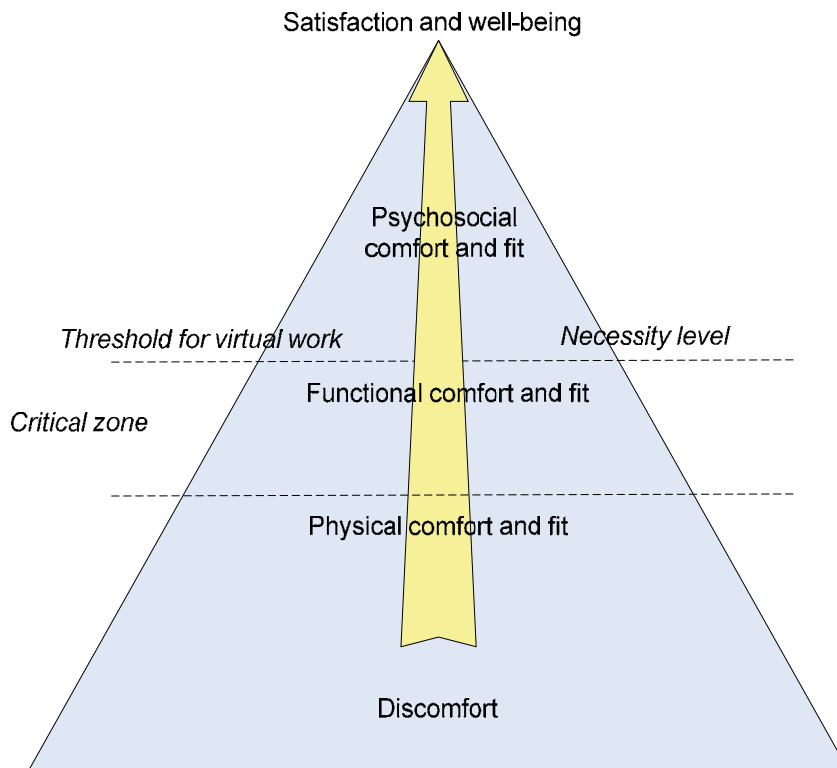 Satisfaction and well-being
Psychosocial
comfort and fit
Threshold for virtual work
Necessity level
Functional comfort and fit
Critical zone
Physical comfort and fit
Discomfort